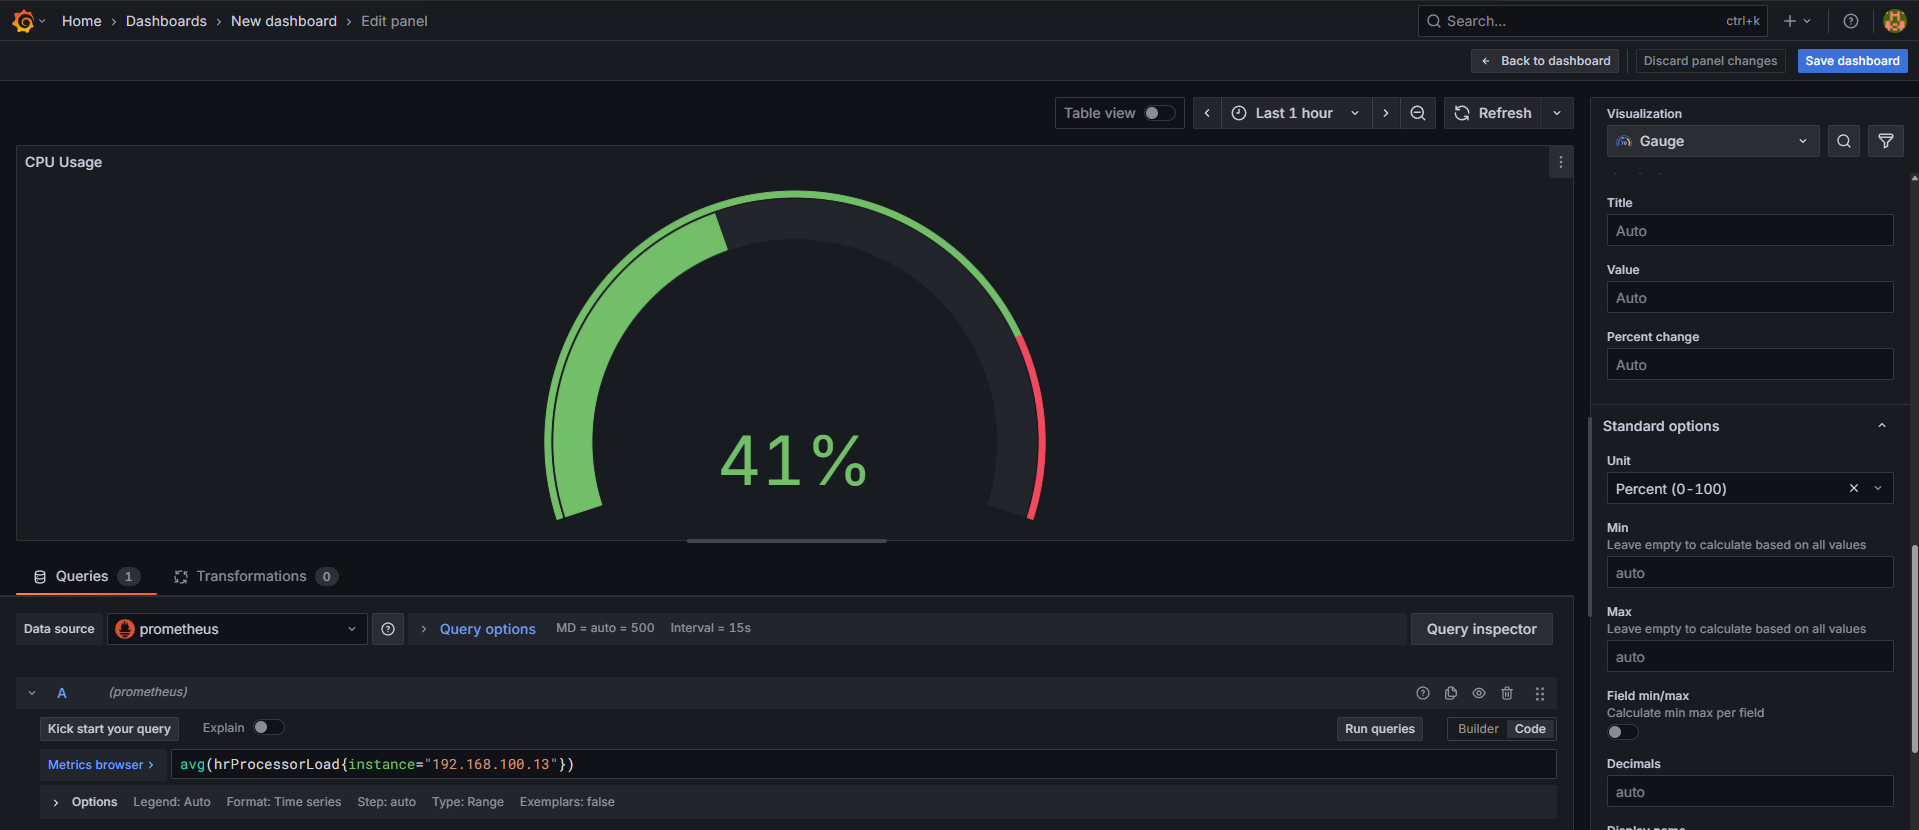 Home › Dashboards › New dashboard › Edit panel
Search... ctrl+k
Back to dashboard
Discard panel changes
Save dashboard
Table view
Last 1 hour
Refresh
CPU Usage
41%
Queries 1
Transformations 0
Data source
prometheus
Query options
MD = auto = 500
Interval = 15s
Query inspector
A
(prometheus)
Kick start your query
Explain
Run queries
Builder
Code
Metrics browser >
avg(hrProcessorLoad{instance="192.168.100.13"})
Options
Legend: Auto
Format: Time series
Step: auto
Type: Range
Exemplars: false
Visualization
Gauge
Title
Auto
Value
Auto
Percent change
Auto
Standard options
Unit
Percent (0-100)
Min
Leave empty to calculate based on all values
auto
Max
Leave empty to calculate based on all values
auto
Field min/max
Calculate min max per field
Decimals
auto